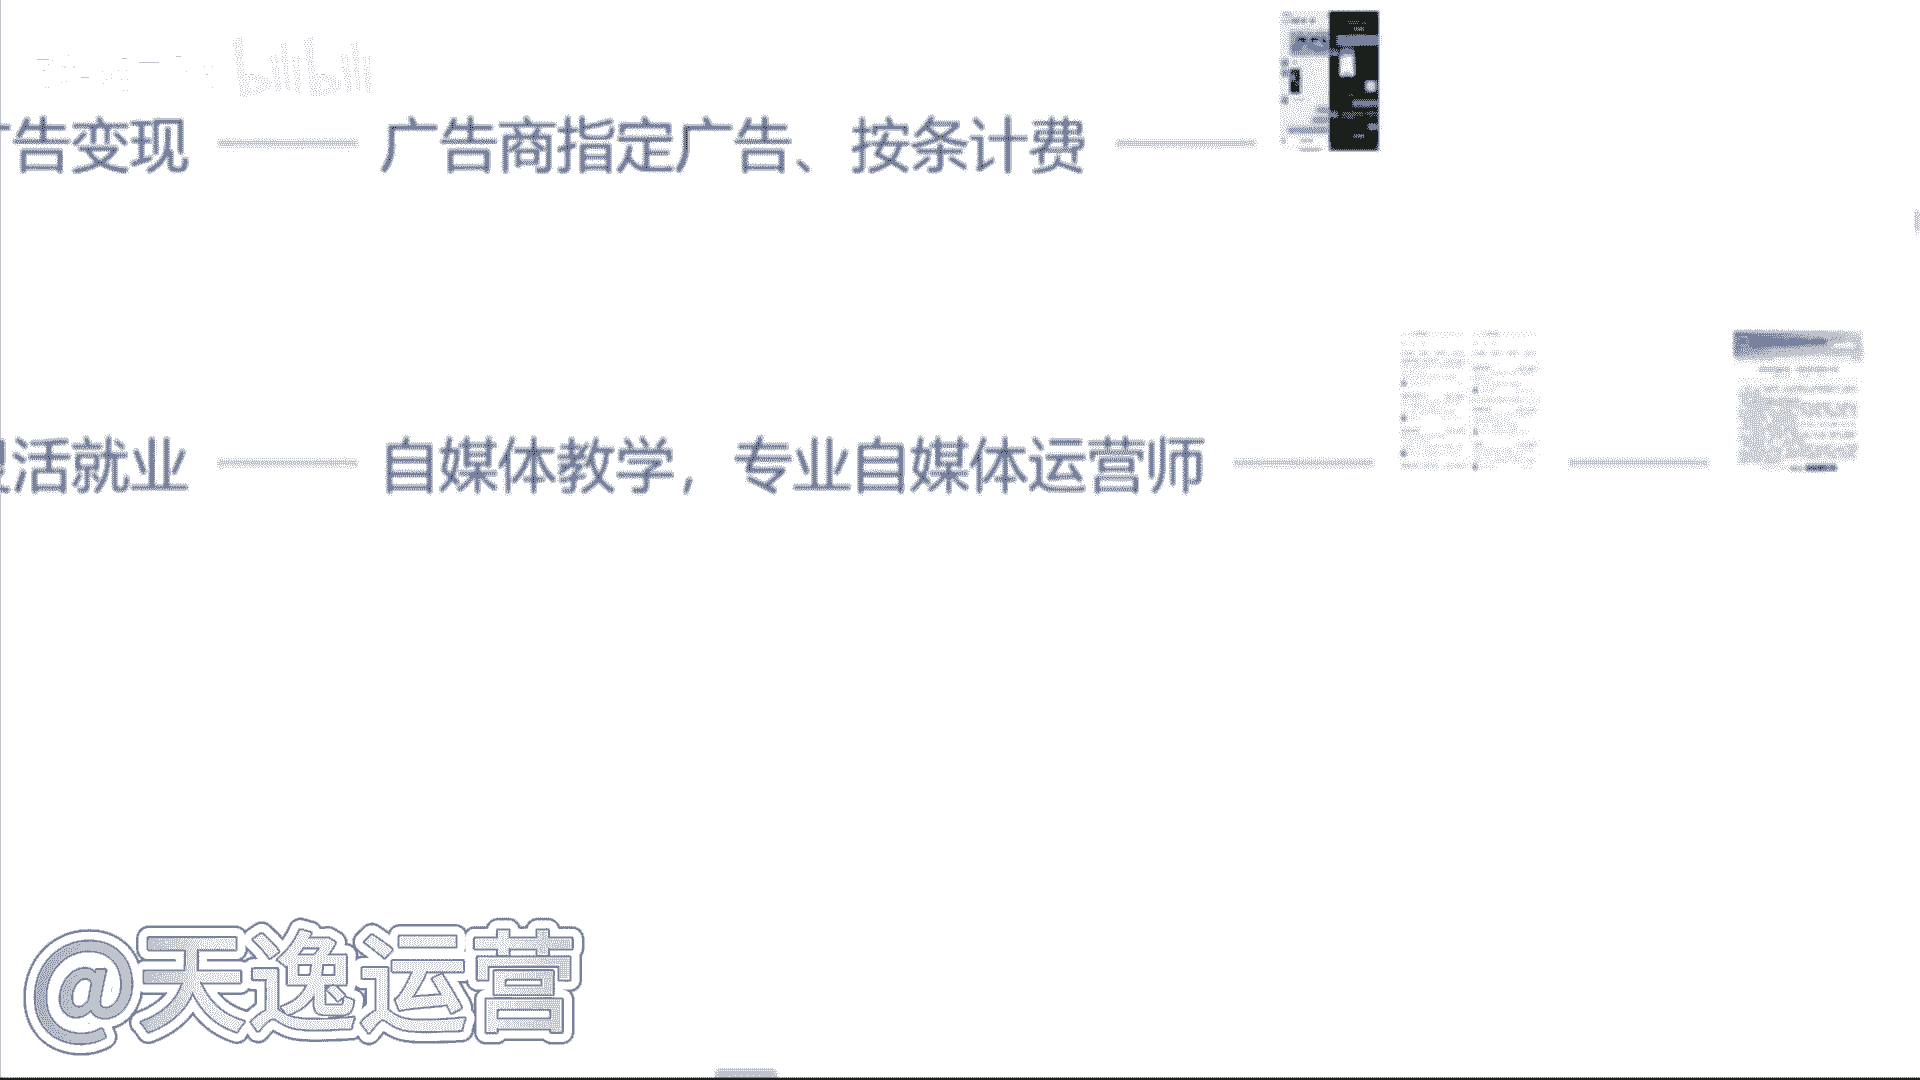 bilibili
告变现 广告商指定广告、按条计费
活就业 自媒体教学，专业自媒体运营师
@天逸运营